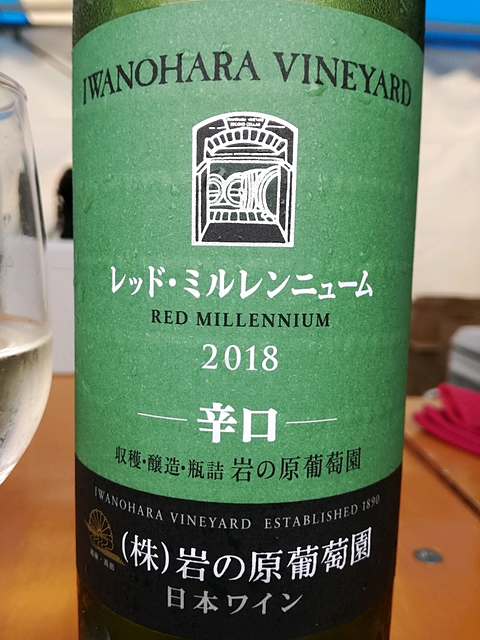 IWANOHARA VINEYARD
レッド・ミルレンニューム
RED MILLENNIUM
2018
辛口
収穫・醸造・瓶詰 岩の原葡萄園
IWANOHARA VINEYARD ESTABLISHED 1890
(株)岩の原葡萄園
日本ワイン